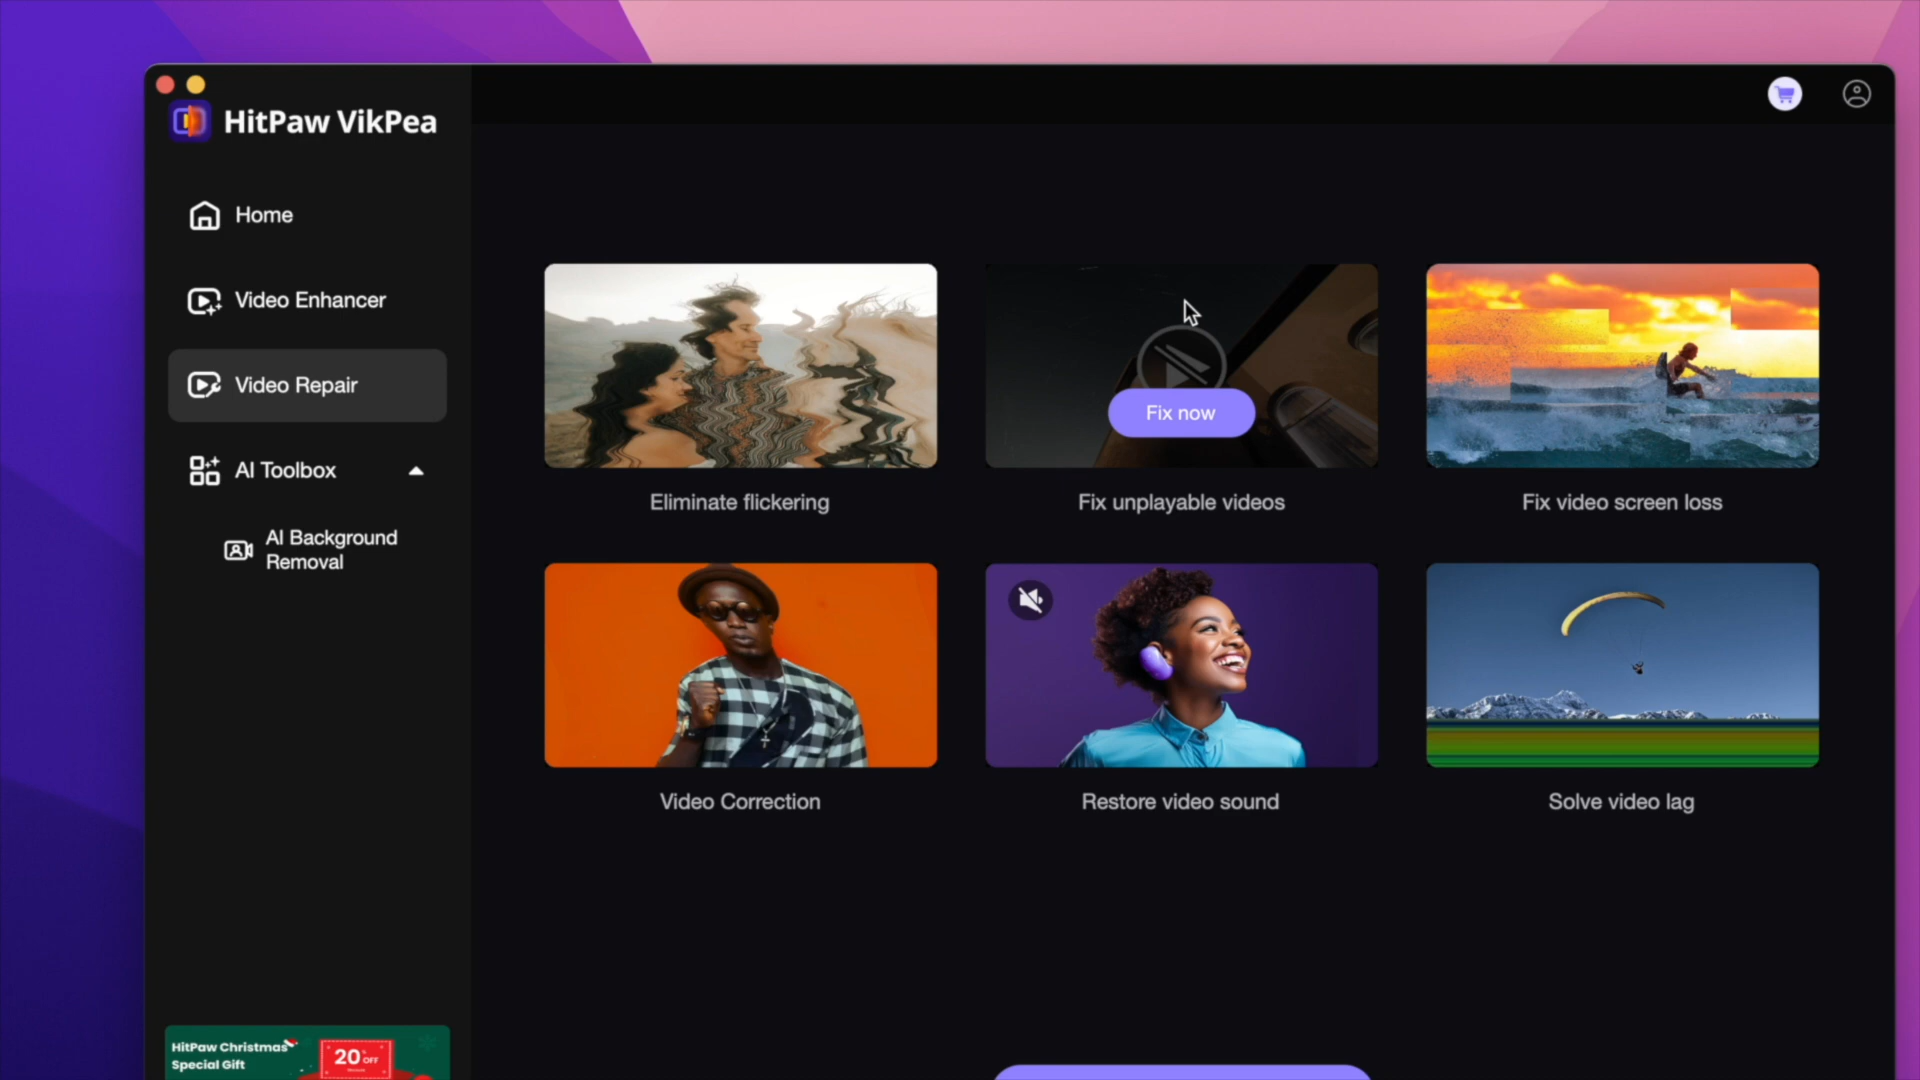 HitPaw VikPea
Home
Video Enhancer
Video Repair
AI Toolbox
AI Background
Removal
Fix now
Eliminate flickering
Fix unplayable videos
Fix video screen loss
Video Correction
Restore video sound
Solve video lag
HitPaw Christmas
Special Gift
20% OFF